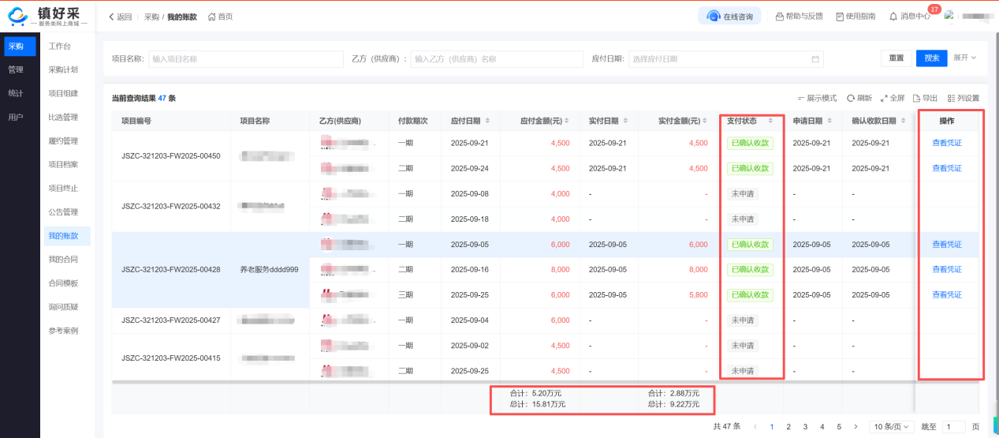 镇好采
服务类网上商城
返回 采购 / 我的账款 首页
在线咨询 帮助与反馈 使用指南 消息中心 17
采购
管理
统计
用户
工作台
采购计划
项目组建
比选管理
履约管理
项目档案
项目终止
公告管理
我的账款
我的合同
合同模板
询问质疑
参考案例
项目名称: 输入项目名称 乙方（供应商）: 输入乙方（供应商）名称 应付日期: 选择应付日期 重置 搜索 展开
当前查询结果 47 条 展示模式 刷新 全屏 导出 列设置
项目编号 项目名称 乙方(供应商) 付款期次 应付日期 应付金额(元) 实付日期 实付金额(元) 支付状态 申请日期 确认收款日期 操作
JSZC-321203-FW2025-00450
一期 2025-09-21 4,500 2025-09-21 4,500 已确认收款 2025-09-21 2025-09-21 查看凭证
二期 2025-09-24 4,500 2025-09-21 4,500 已确认收款 2025-09-21 2025-09-21 查看凭证
JSZC-321203-FW2025-00432
一期 2025-09-08 4,000 - - 未申请 - -
二期 2025-09-18 4,000 - - 未申请 - -
JSZC-321203-FW2025-00428 养老服务dddd999
一期 2025-09-05 6,000 2025-09-05 6,000 已确认收款 2025-09-05 2025-09-05 查看凭证
二期 2025-09-16 8,000 2025-09-05 8,000 已确认收款 2025-09-05 2025-09-05 查看凭证
三期 2025-09-25 6,000 2025-09-05 5,800 已确认收款 2025-09-05 2025-09-05 查看凭证
JSZC-321203-FW2025-00427 一期 2025-09-04 6,000 - - 未申请 - -
JSZC-321203-FW2025-00415
一期 2025-09-02 4,500 - - 未申请 - -
二期 2025-09-25 4,500 - - 未申请 - -
合计: 5.20万元 合计: 2.88万元
总计: 15.81万元 总计: 9.22万元
共 47 条 1 2 3 4 5 10 条/页 跳至 1 页